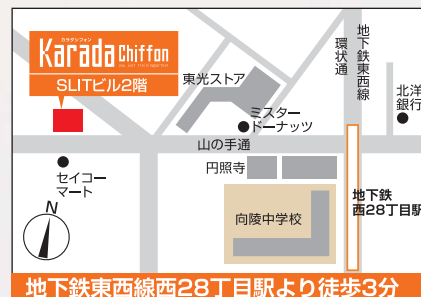 カラダシフォン
Karada Chiffon
SLITビル2階
東光ストア
地下鉄東西線
環状通
北洋
銀行
ミスター
ドーナッツ
山の手通
円照寺
セイコー
マート
N
向陵中学校
地下鉄
西28丁目駅
地下鉄東西線西28丁目駅より徒歩3分